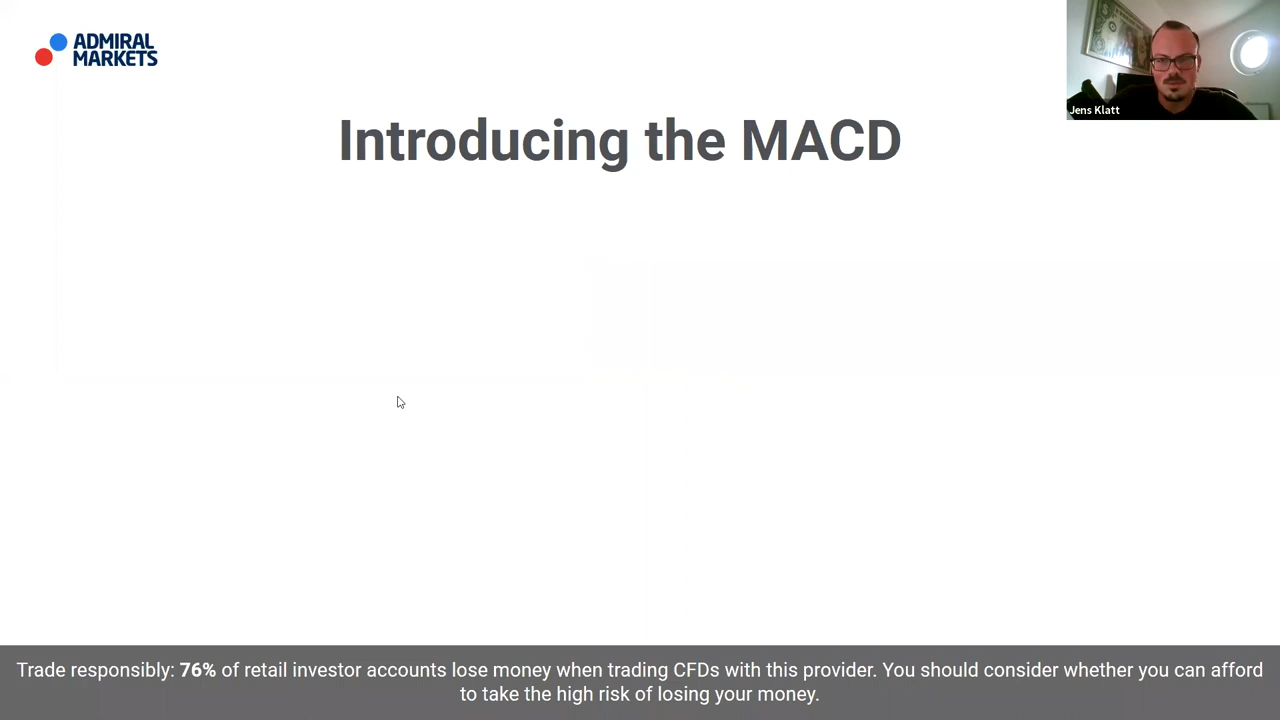 ADMIRAL
MARKETS
Jens Klatt
Introducing the MACD
Trade responsibly: 76% of retail investor accounts lose money when trading CFDs with this provider. You should consider whether you can afford
to take the high risk of losing your money.